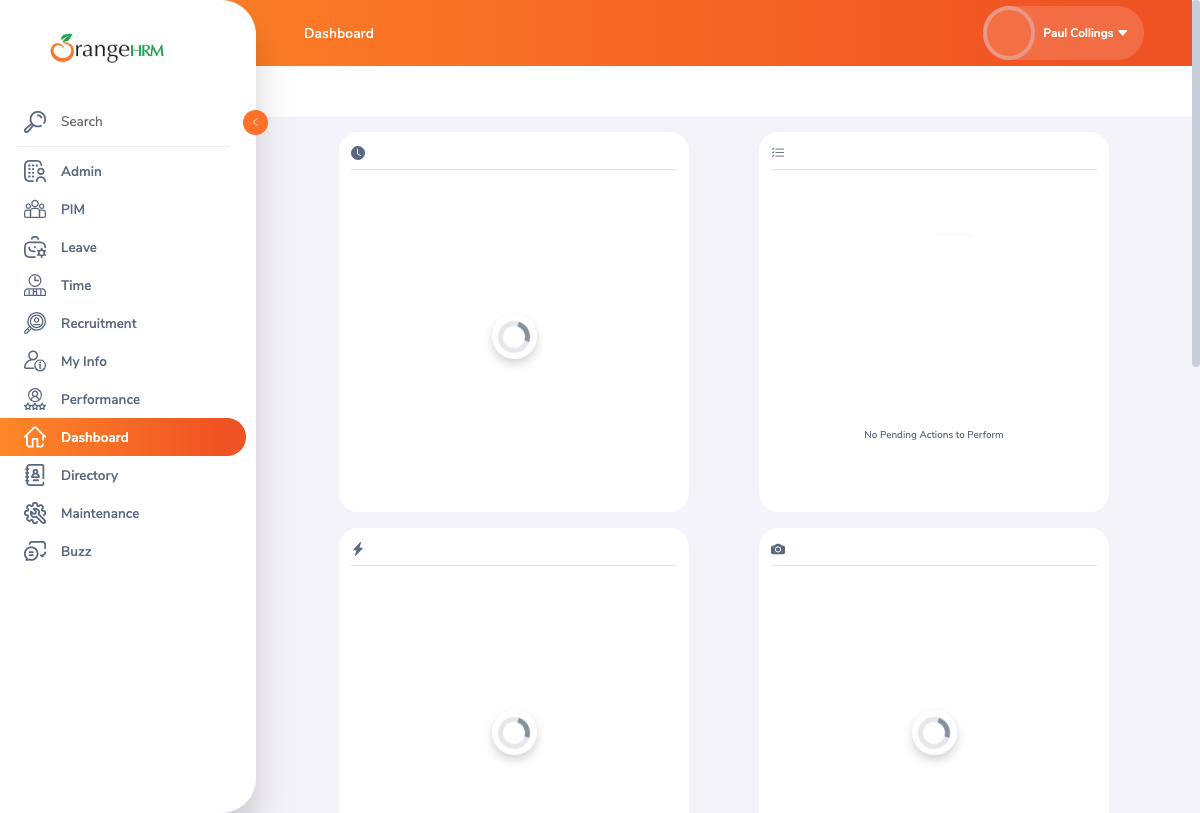 OrangeHRM
Dashboard
Paul Collings
Search
Admin
PIM
Leave
Time
Recruitment
My Info
Performance
Dashboard
Directory
Maintenance
Buzz
No Pending Actions to Perform